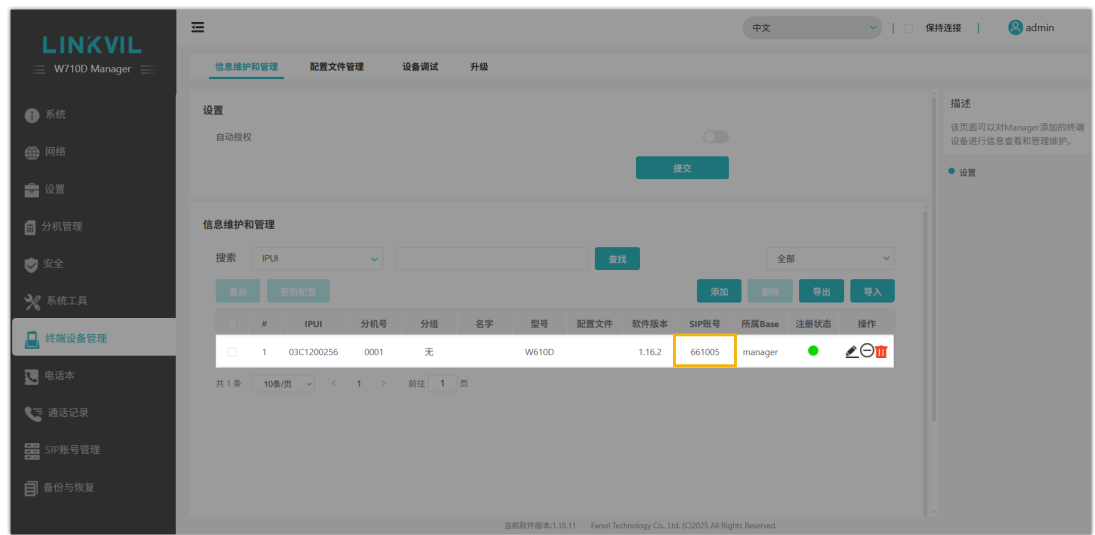 LINKVIL
W710D Manager
中文
保持连接
admin
信息维护和管理 配置文件管理 设备调试 升级
系统
网络
设置
分机管理
安全
系统工具
终端设备管理
电话本
通话记录
SIP账号管理
备份与恢复
设置
自动授权
提交
信息维护和管理
搜索 IPUI 查找 全部
重启 更新配置 添加 删除 导出 导入
# IPUI 分机号 分组 名字 型号 配置文件 软件版本 SIP账号 所属Base 注册状态 操作
1 03C1200256 0001 无 W610D 1.16.2 661005 manager
共 1 条 10条/页 1 前往 1 页
描述
该页面可以对Manager添加的终端
设备进行信息查看和管理维护。
设置
当前软件版本:1.18.11 Fanvil Technology Co., Ltd. (C)2025 All Rights Reserved.